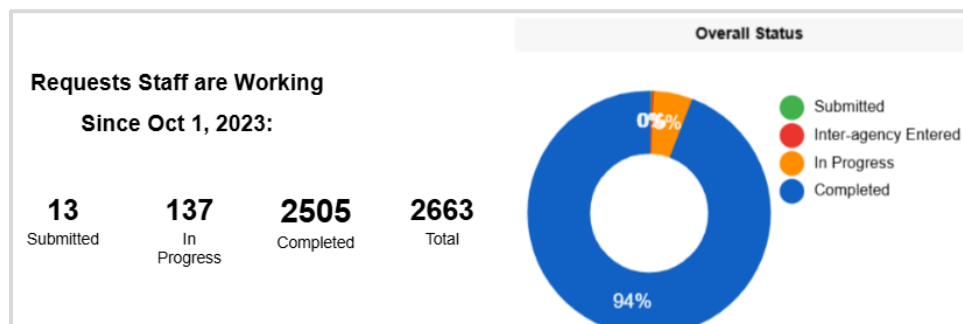 Overall Status
Requests Staff are Working
Since Oct 1, 2023:
13
Submitted
137
In
Progress
2505
Completed
2663
Total
0%
94%
Submitted
Inter-agency Entered
In Progress
Completed